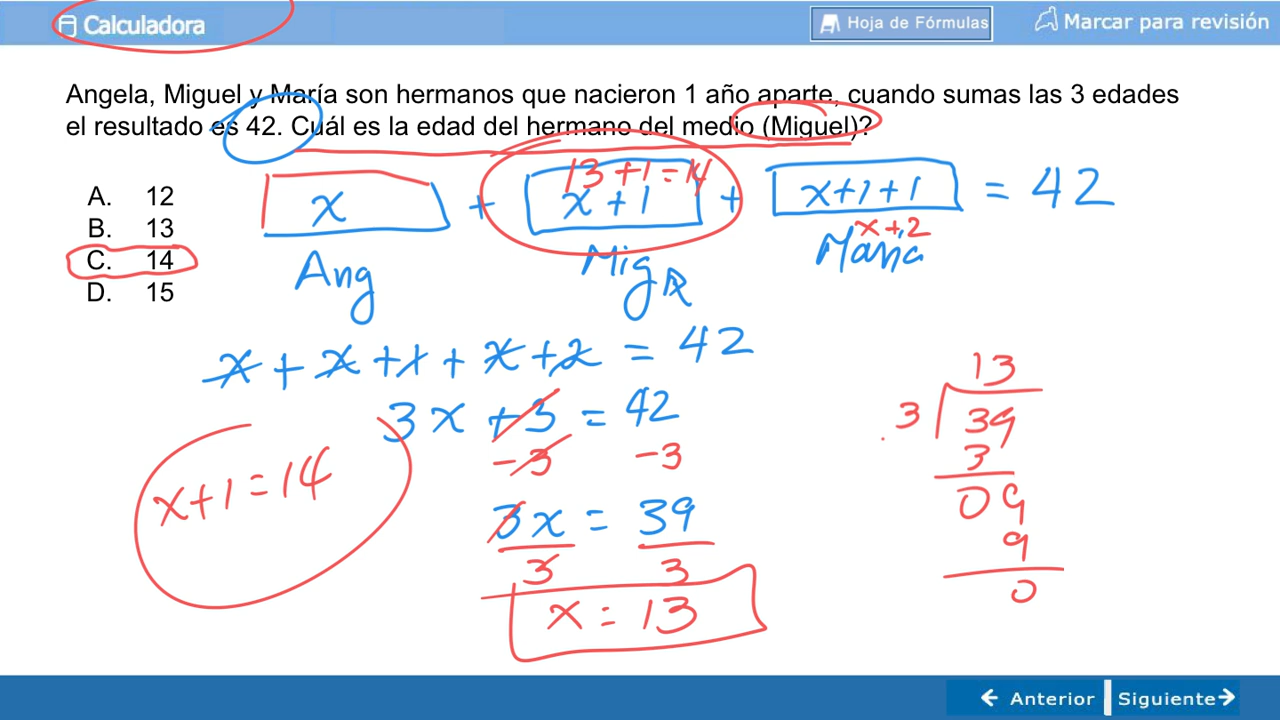 Calculadora
Hoja de Fórmulas
Marcar para revisión
Angela, Miguel y María son hermanos que nacieron 1 año aparte, cuando sumas las 3 edades
el resultado es 42. Cuál es la edad del hermano del medio (Miguel)?
A. 12
B. 13
C. 14
D. 15
13+1=14
x + x+1 + x+1+1 = 42
x+2
Ang Mig Maria
x + x + 1 + x + 2 = 42
3x + 3 = 42
-3 -3
3x = 39
3 3
x = 13
x+1=14
13
3 39
3
09
9
0
Anterior
Siguiente